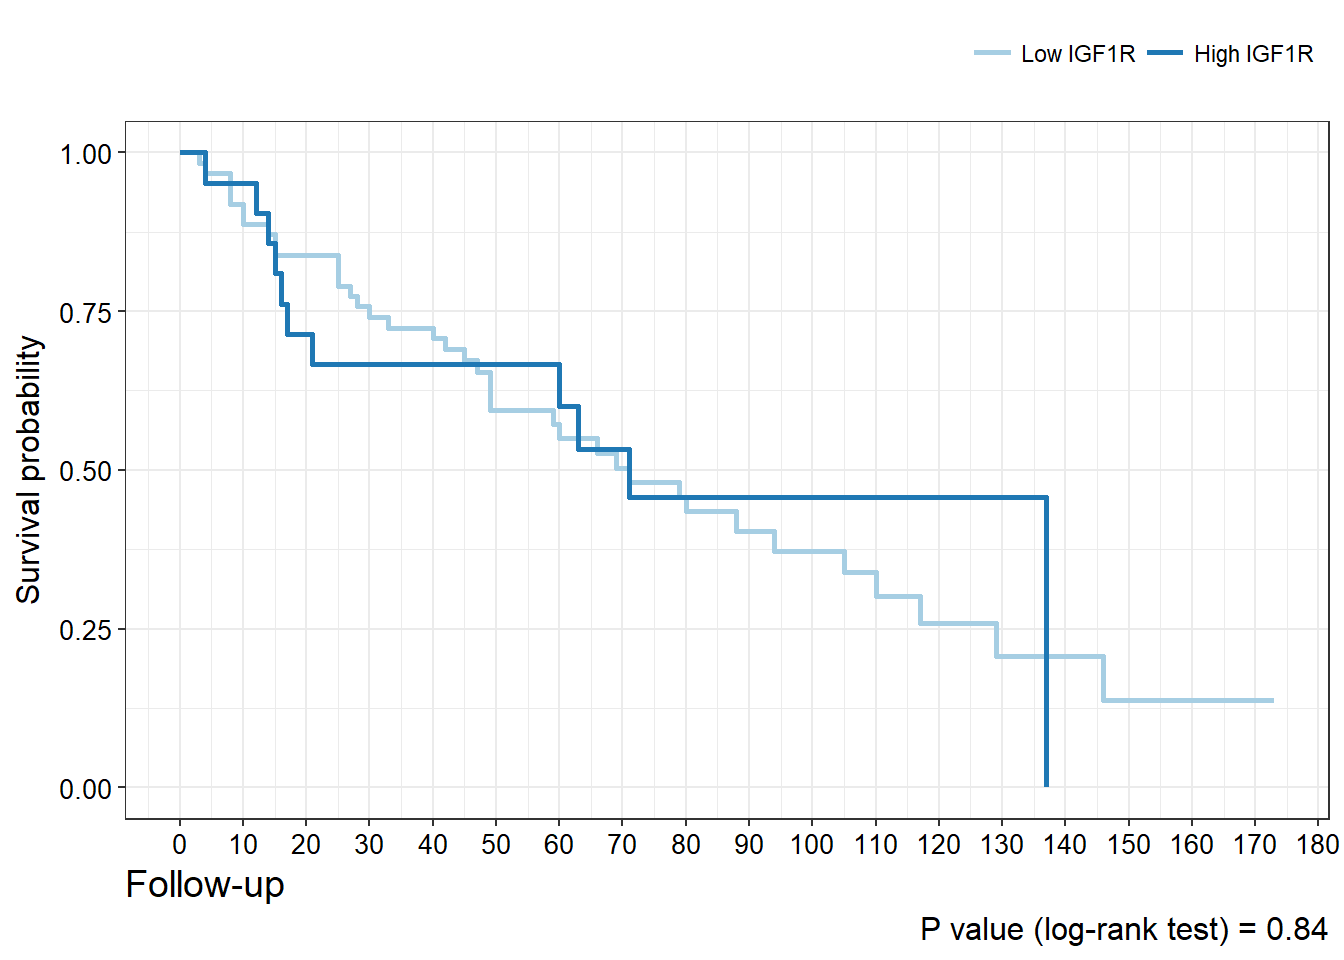 Low IGF1R High IGF1R
Survival probability
1.00
0.75
0.50
0.25
0.00
0 10 20 30 40 50 60 70 80 90 100 110 120 130 140 150 160 170 180
Follow-up
P value (log-rank test) = 0.84